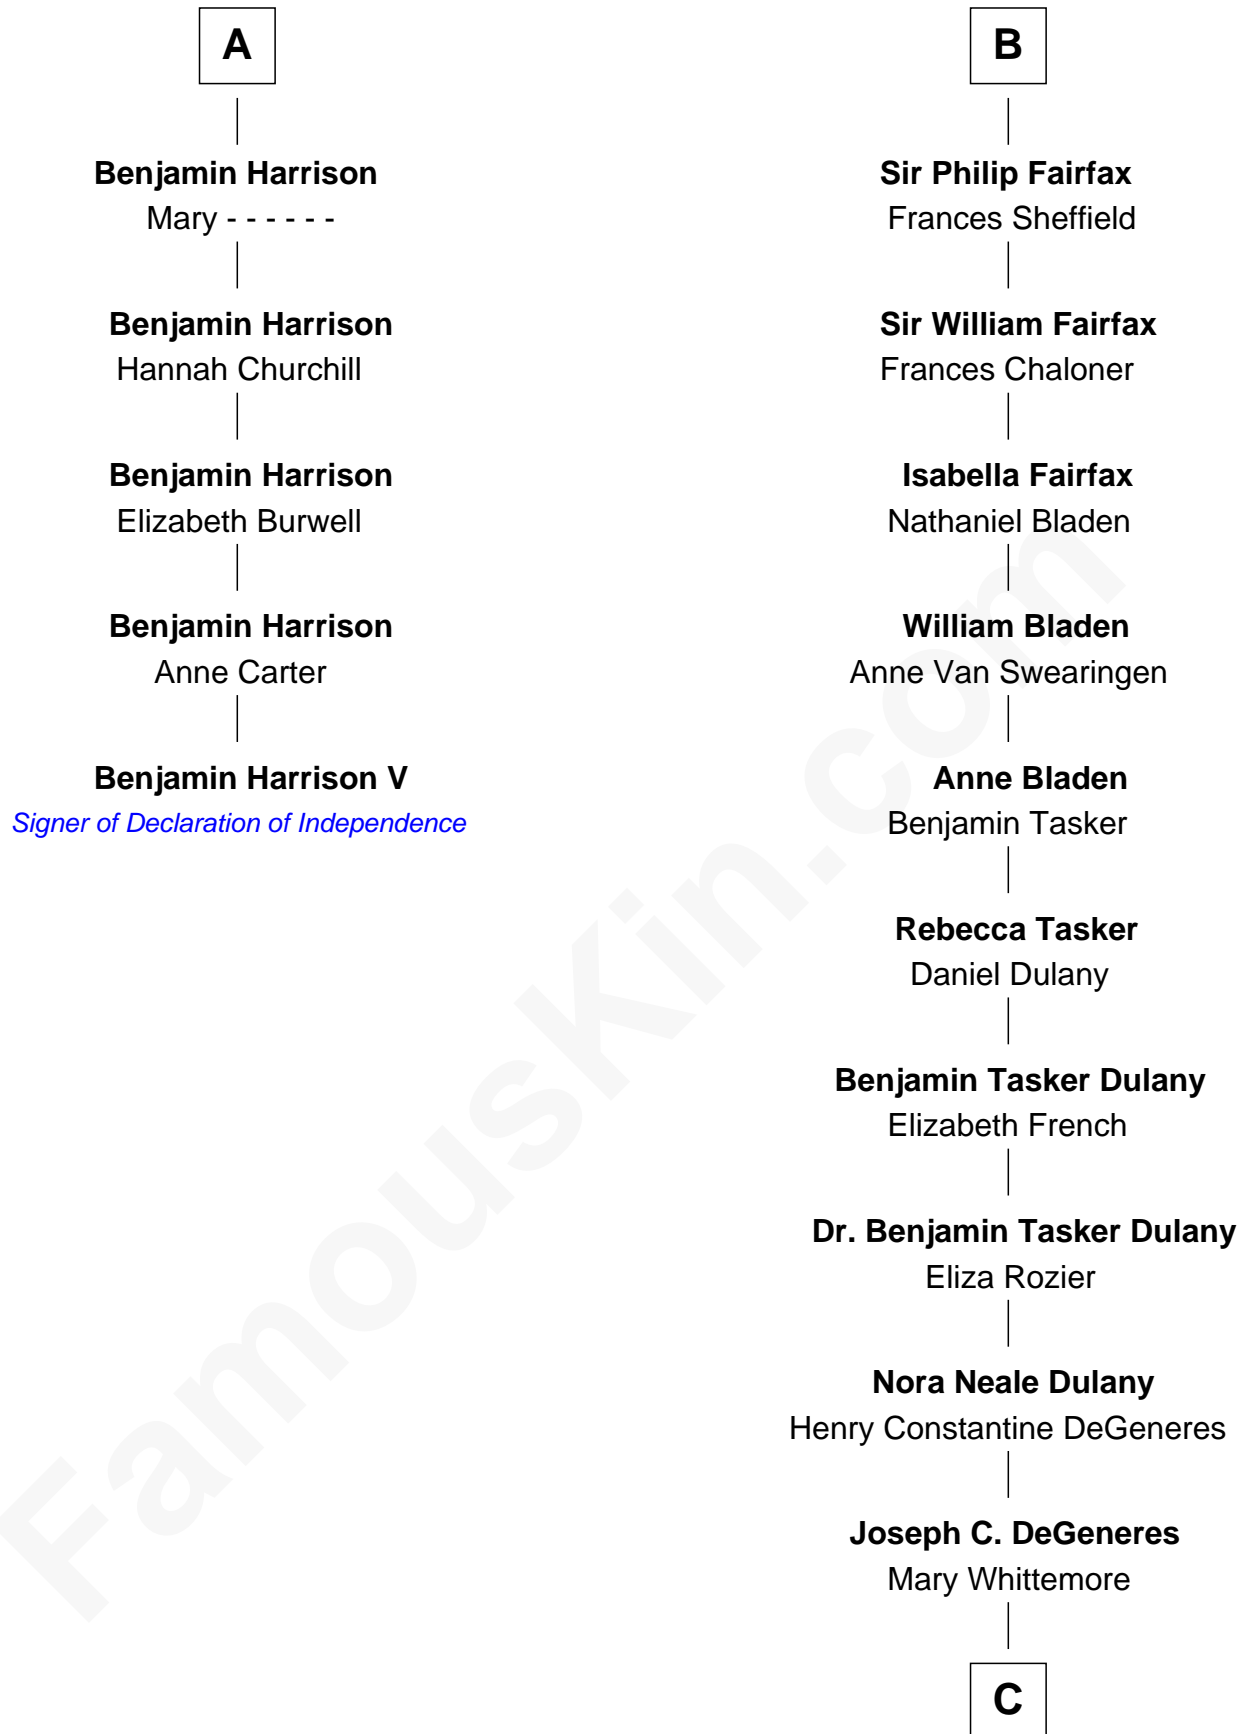 A
Benjamin Harrison
Mary - - - - - -
Benjamin Harrison
Hannah Churchill
Benjamin Harrison
Elizabeth Burwell
Benjamin Harrison
Anne Carter
Benjamin Harrison V
Signer of Declaration of Independence
B
Sir Philip Fairfax
Frances Sheffield
Sir William Fairfax
Frances Chaloner
Isabella Fairfax
Nathaniel Bladen
William Bladen
Anne Van Swearingen
Anne Bladen
Benjamin Tasker
Rebecca Tasker
Daniel Dulany
Benjamin Tasker Dulany
Elizabeth French
Dr. Benjamin Tasker Dulany
Eliza Rozier
Nora Neale Dulany
Henry Constantine DeGeneres
Joseph C. DeGeneres
Mary Whittemore
C
FamousKin.com